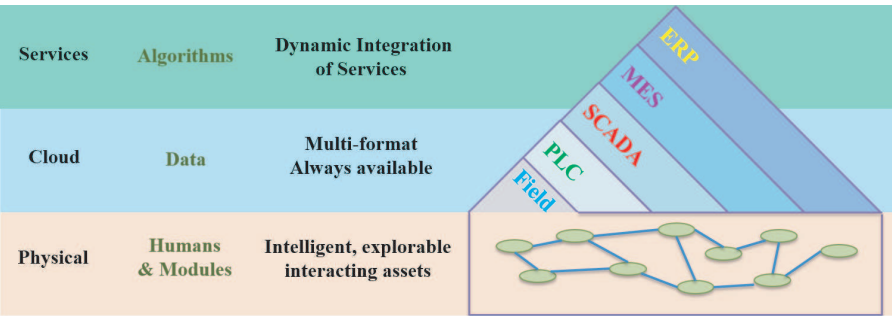 Services
Algorithms
Dynamic Integration
of Services
Cloud
Data
Multi-format
Always available
Physical
Humans
& Modules
Intelligent, explorable
interacting assets
ERP
MES
SCADA
PLC
Field